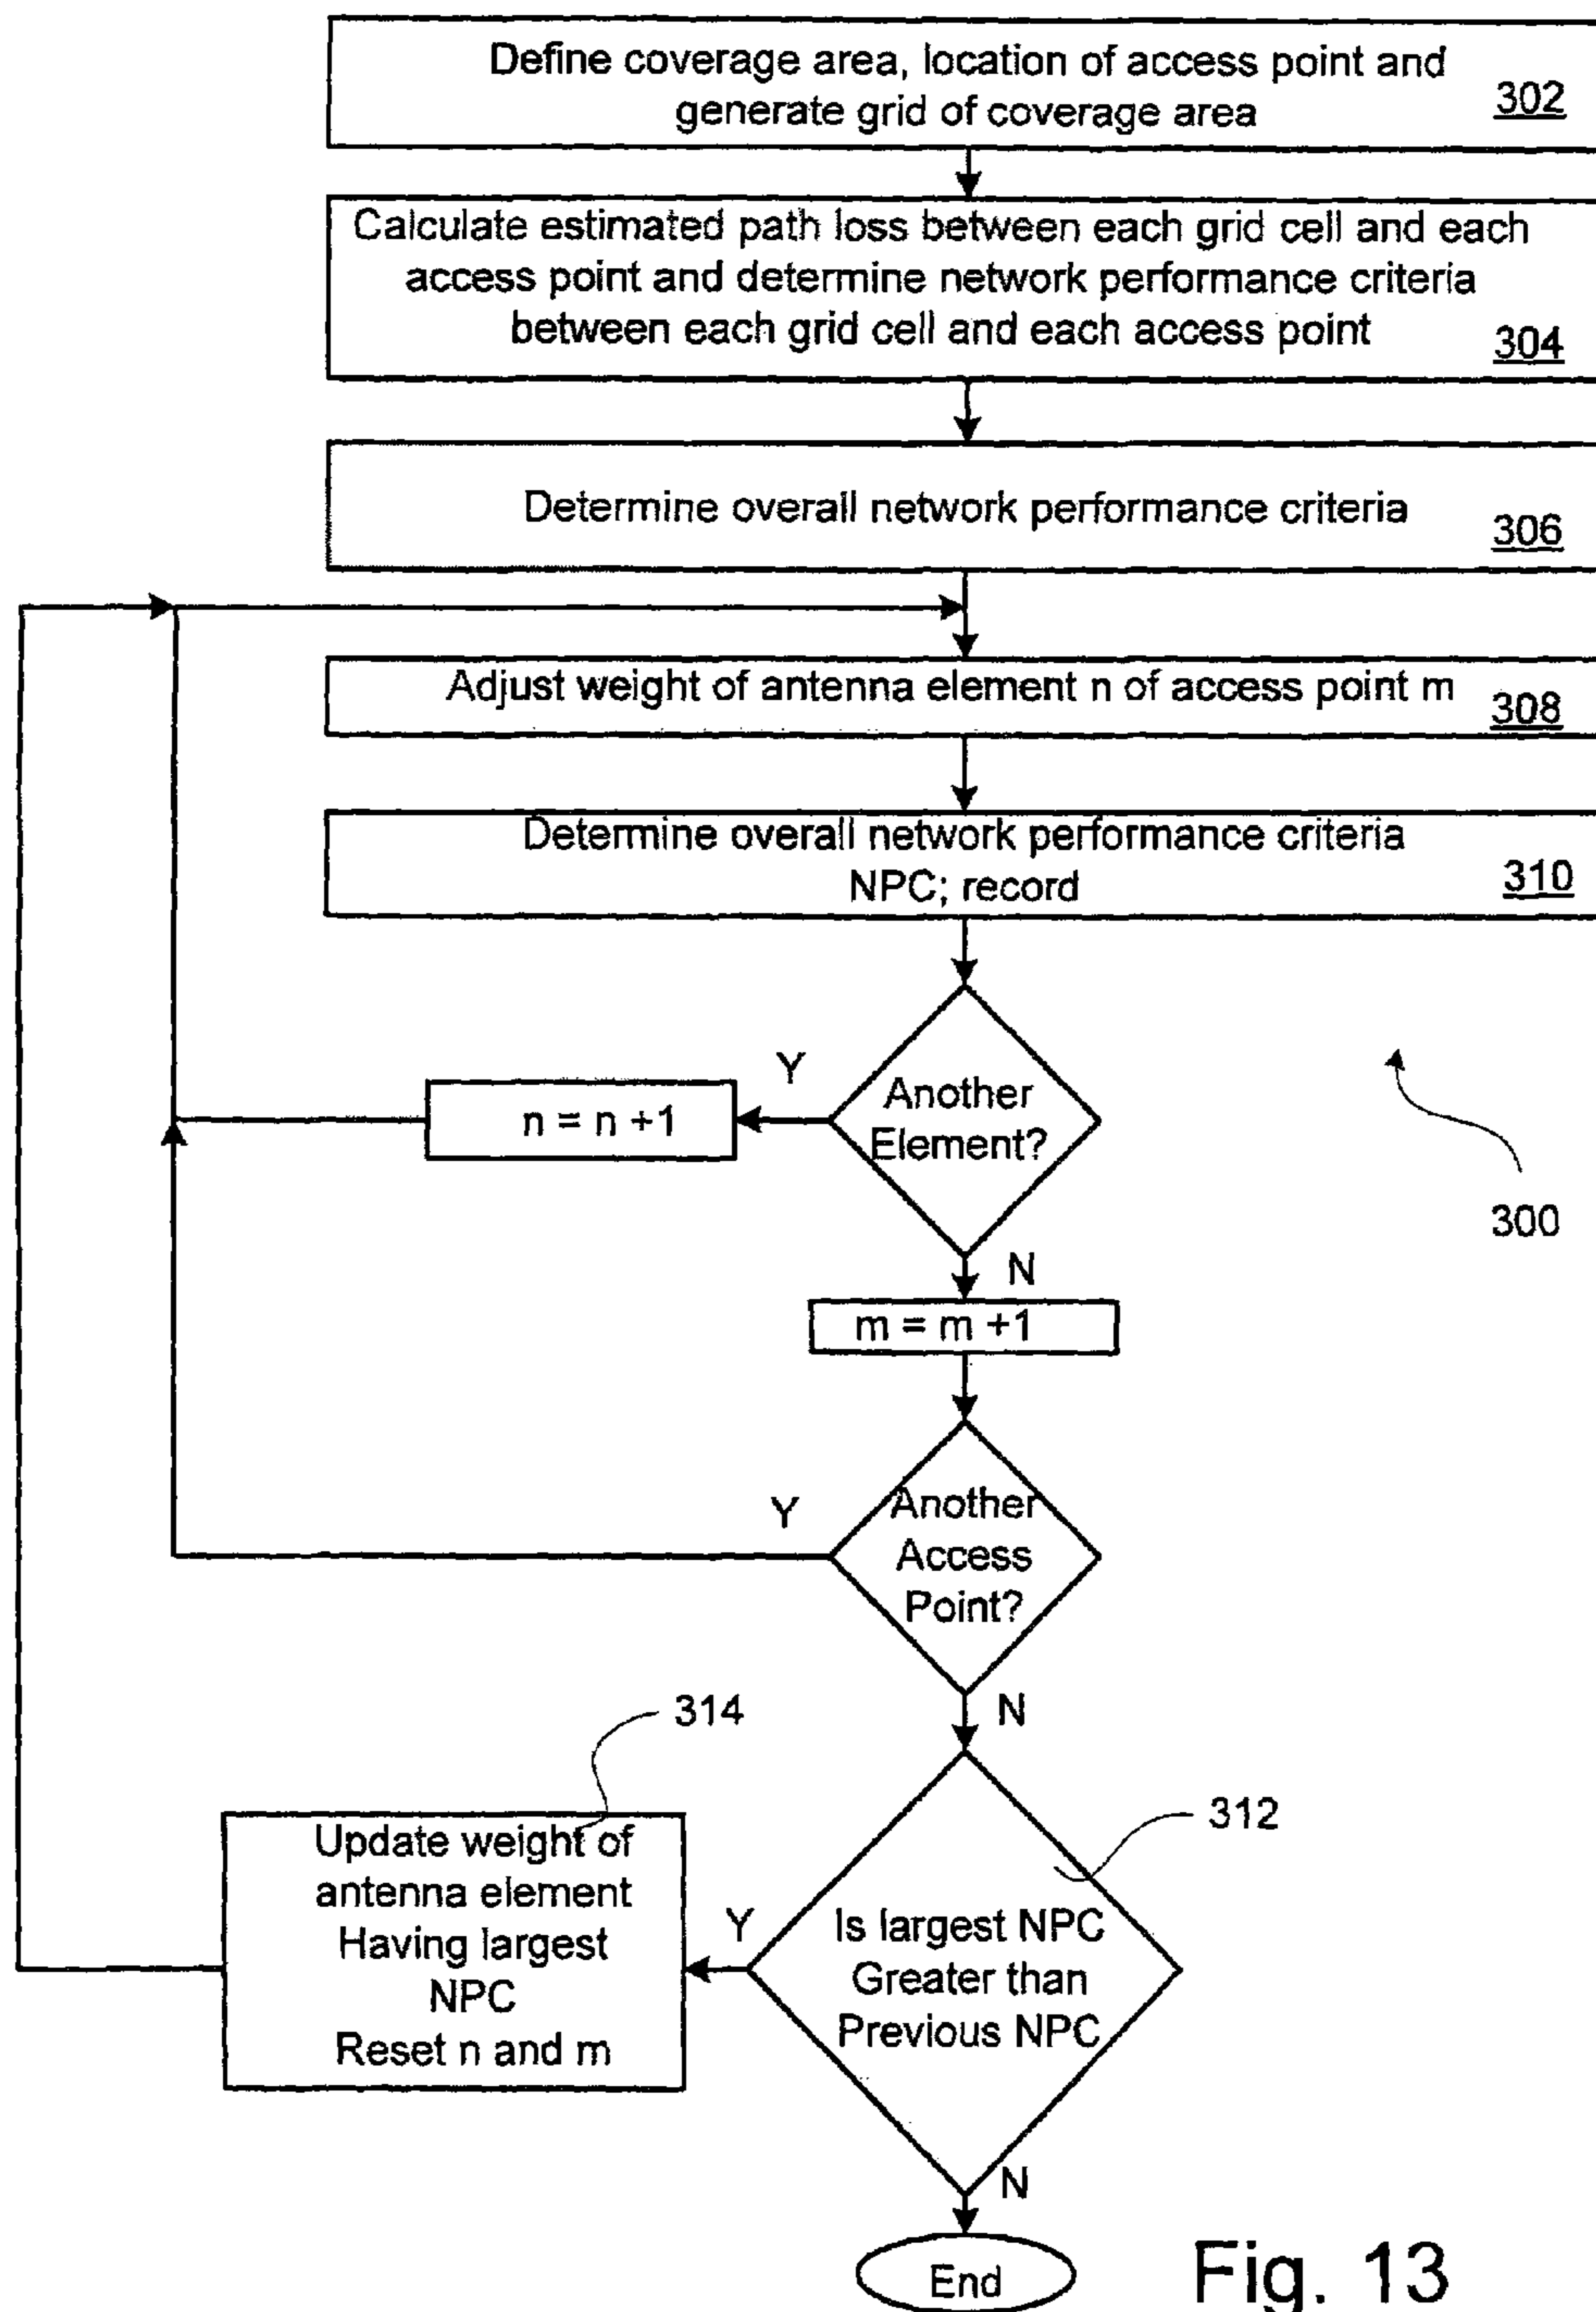 Define coverage area, location of access point and
generate grid of coverage area
302
Calculate estimated path loss between each grid cell and each
access point and determine network performance criteria
between each grid cell and each access point
304
Determine overall network performance criteria
306
Adjust weight of antenna element n of access point m
308
Determine overall network performance criteria
NPC; record
310
Another
Element?
Y
n = n +1
300
N
m = m +1
Another
Access
Point?
Y
N
314
312
Update weight of
antenna element
Having largest
NPC
Reset n and m
Y
Is largest NPC
Greater than
Previous NPC
N
End
Fig. 13